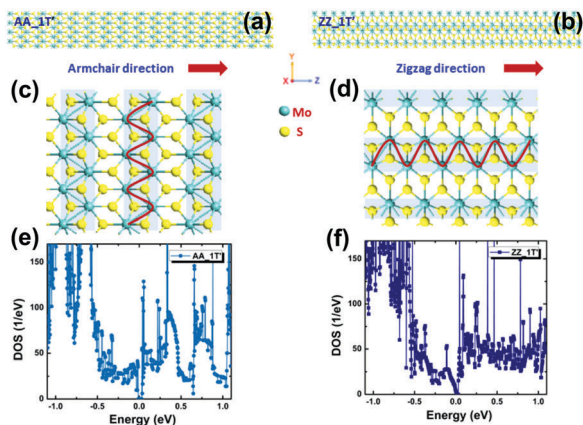 AA_1T'
(a)
ZZ_1T'
(b)
Armchair direction
Y
X
Z
Zigzag direction
(c)
Mo
S
(d)
(e)
AA_1T'
150
100
50
0
DOS (1/eV)
-1.0
-0.5
0.0
0.5
1.0
Energy (eV)
(f)
ZZ_1T'
150
100
50
0
DOS (1/eV)
-1.0
-0.5
0.0
0.5
1.0
Energy (eV)